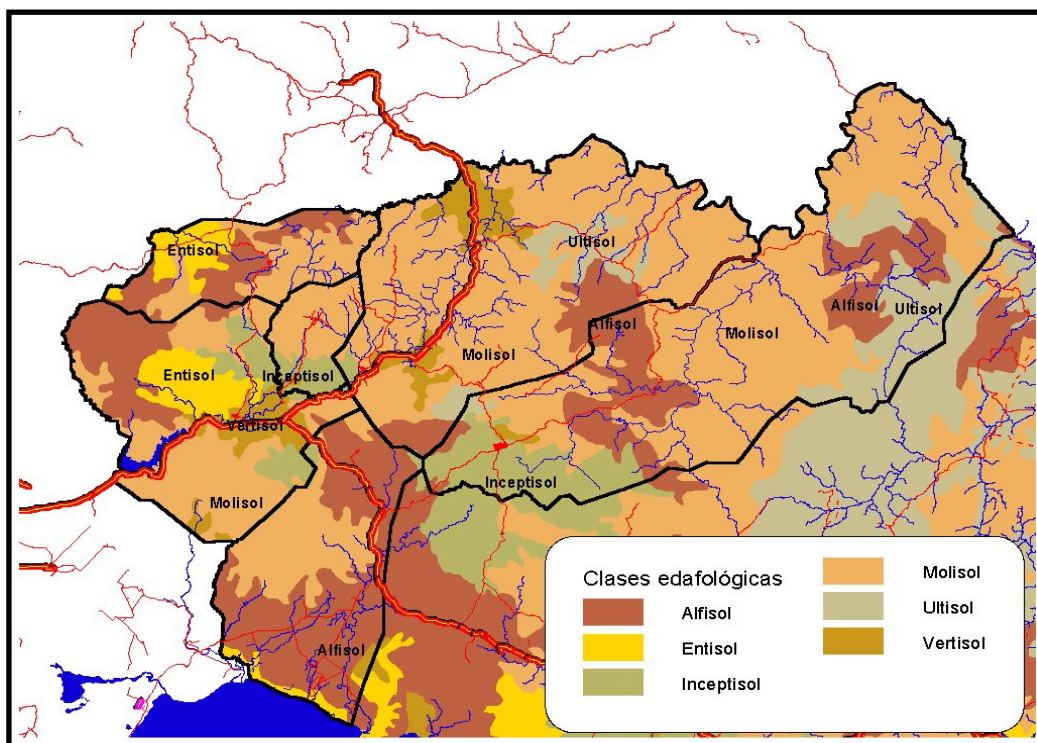 Ultisol
Entisol
Alfisol
Ultisol
Alfisol
Molisol
Molisol
Entisol
Inceptisol
Vertisol
Inceptisol
Molisol
Alfisol
Clases edafológicas
Alfisol
Entisol
Inceptisol
Molisol
Ultisol
Vertisol